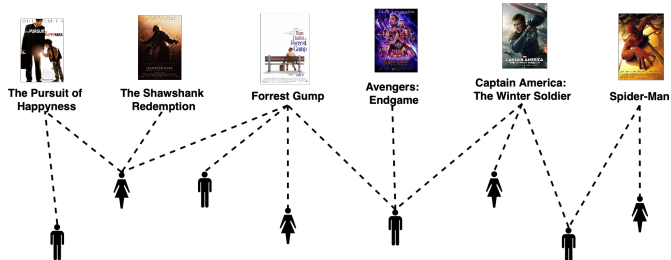 The Pursuit of
Happyness
The Shawshank
Redemption
Forrest Gump
Avengers:
Endgame
Captain America:
The Winter Soldier
Spider-Man